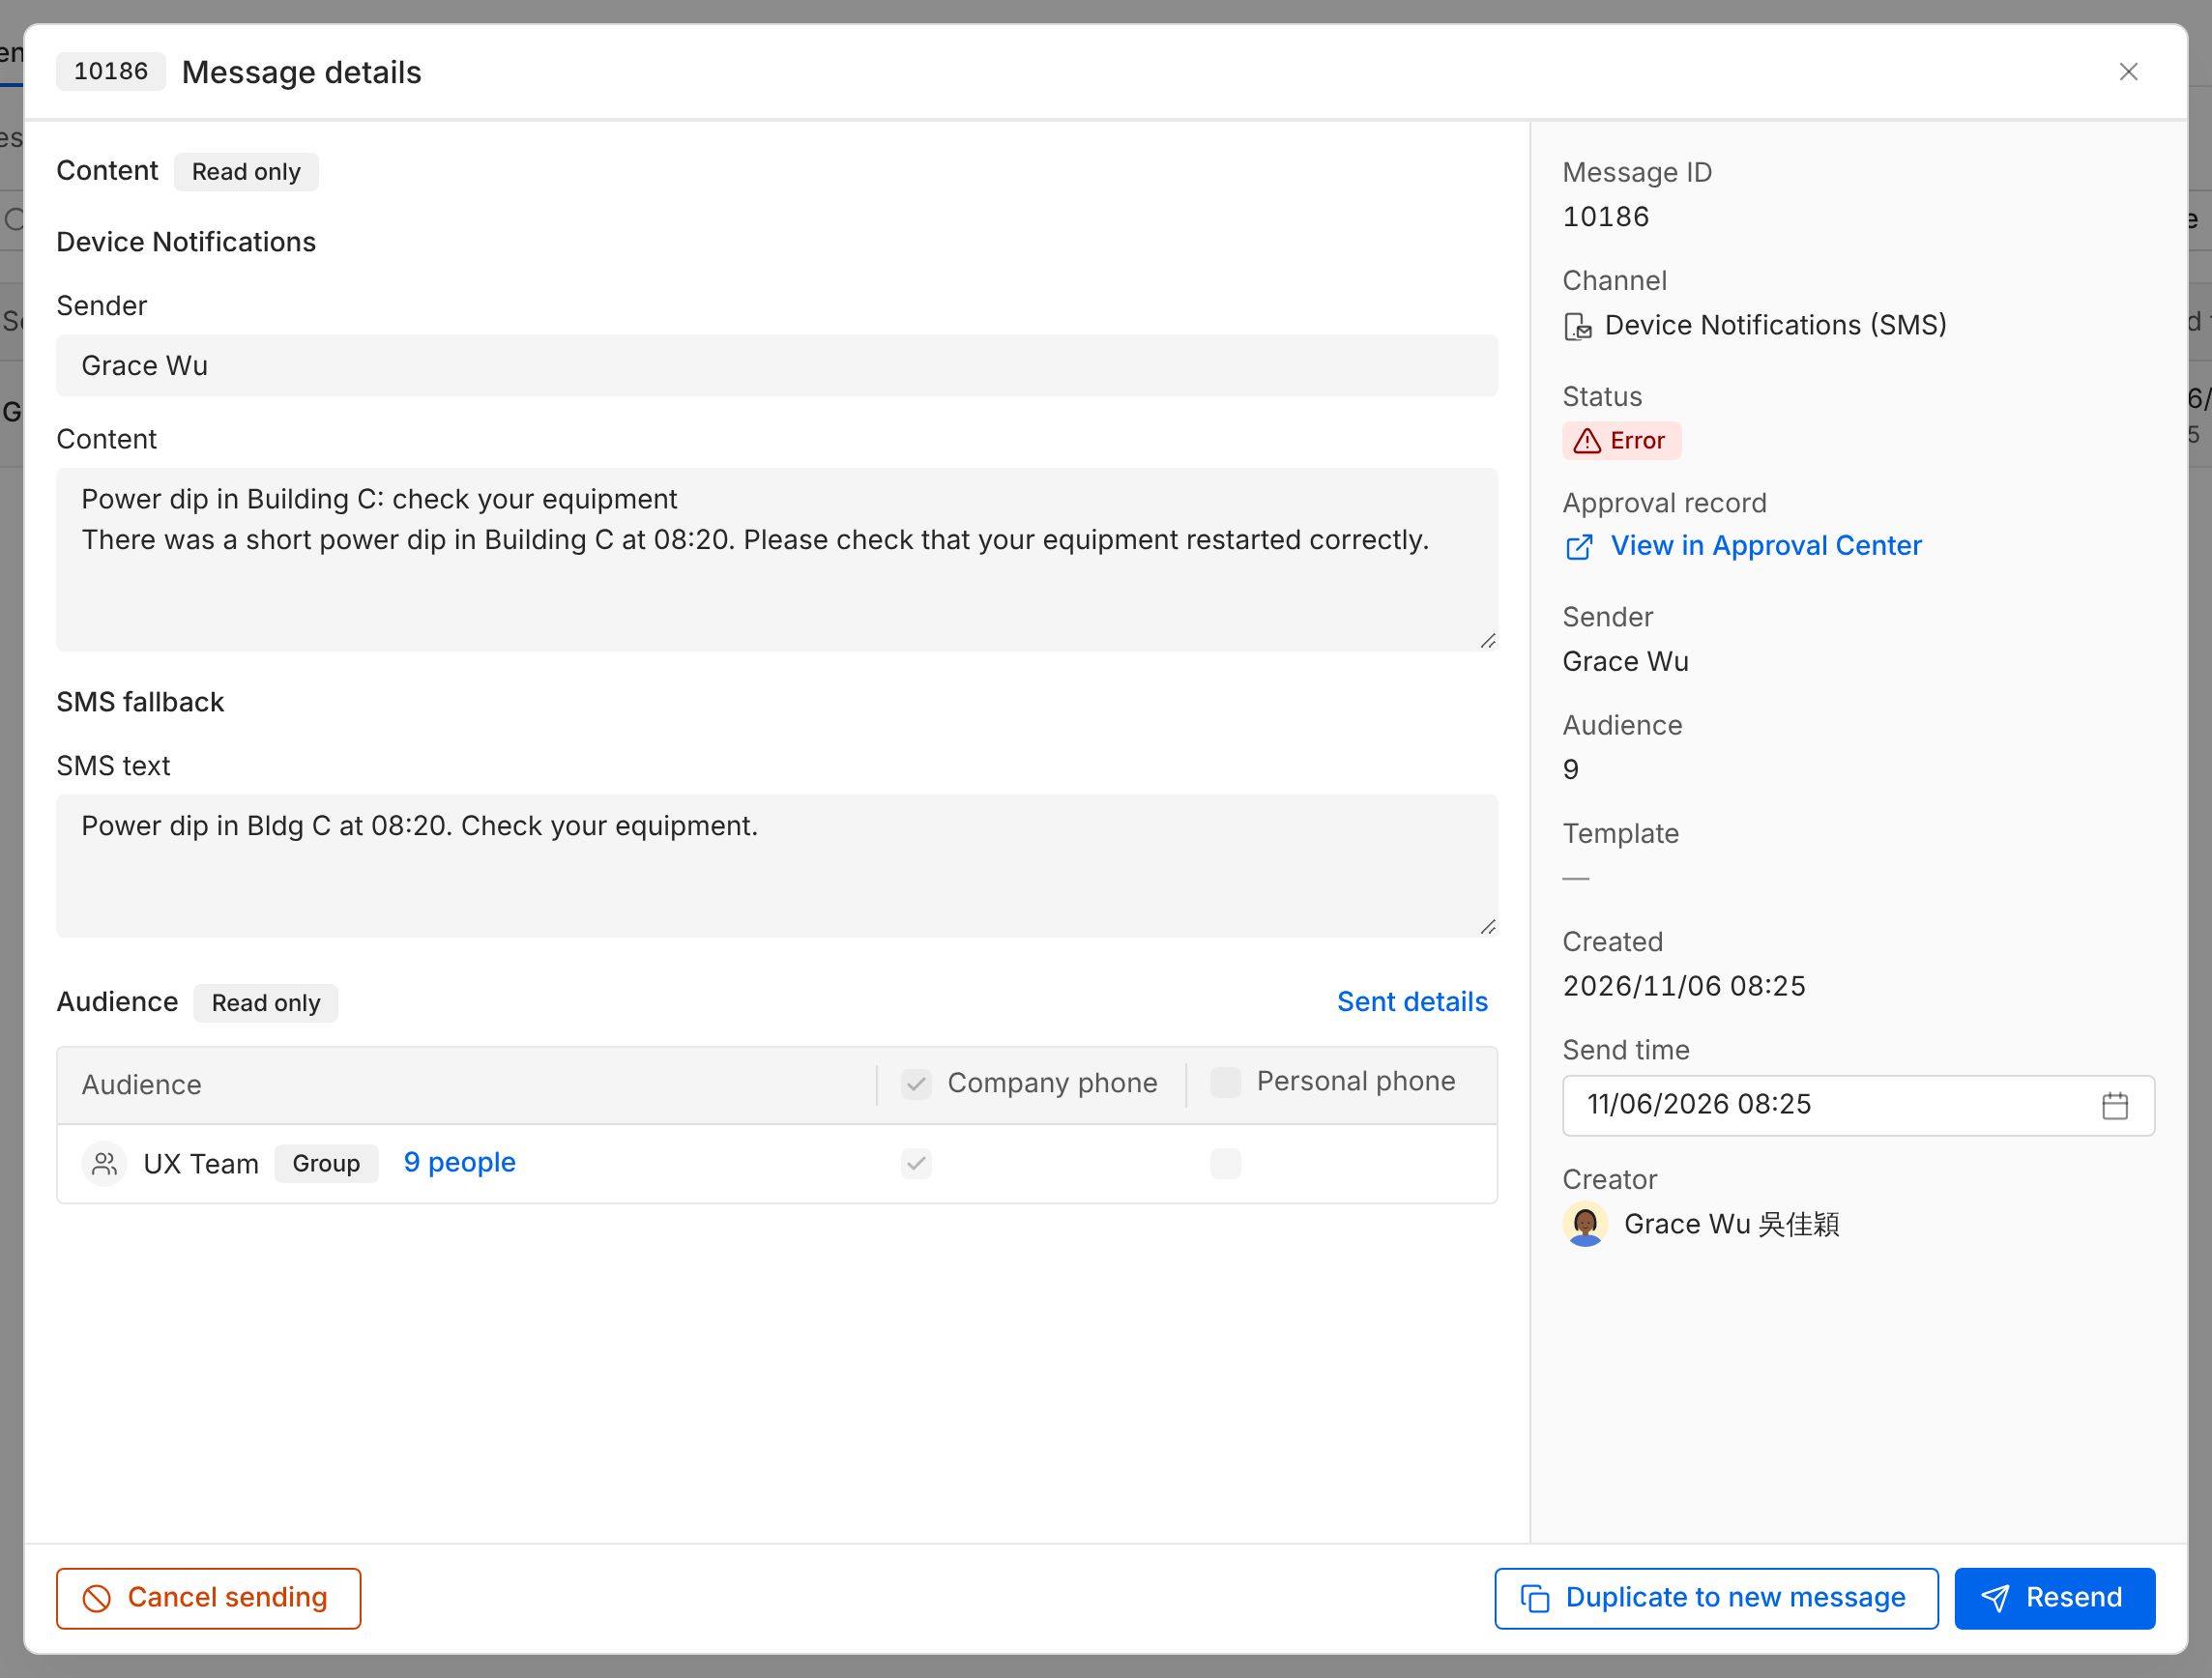 10186 Message details
Content Read only
Device Notifications
Sender
Grace Wu
Content
Power dip in Building C: check your equipment
There was a short power dip in Building C at 08:20. Please check that your equipment restarted correctly.
SMS fallback
SMS text
Power dip in Bldg C at 08:20. Check your equipment.
Audience Read only Sent details
Audience Company phone Personal phone
UX Team Group 9 people
Message ID
10186
Channel
Device Notifications (SMS)
Status
Error
Approval record
View in Approval Center
Sender
Grace Wu
Audience
9
Template
—
Created
2026/11/06 08:25
Send time
11/06/2026 08:25
Creator
Grace Wu 吳佳穎
Cancel sending Duplicate to new message Resend